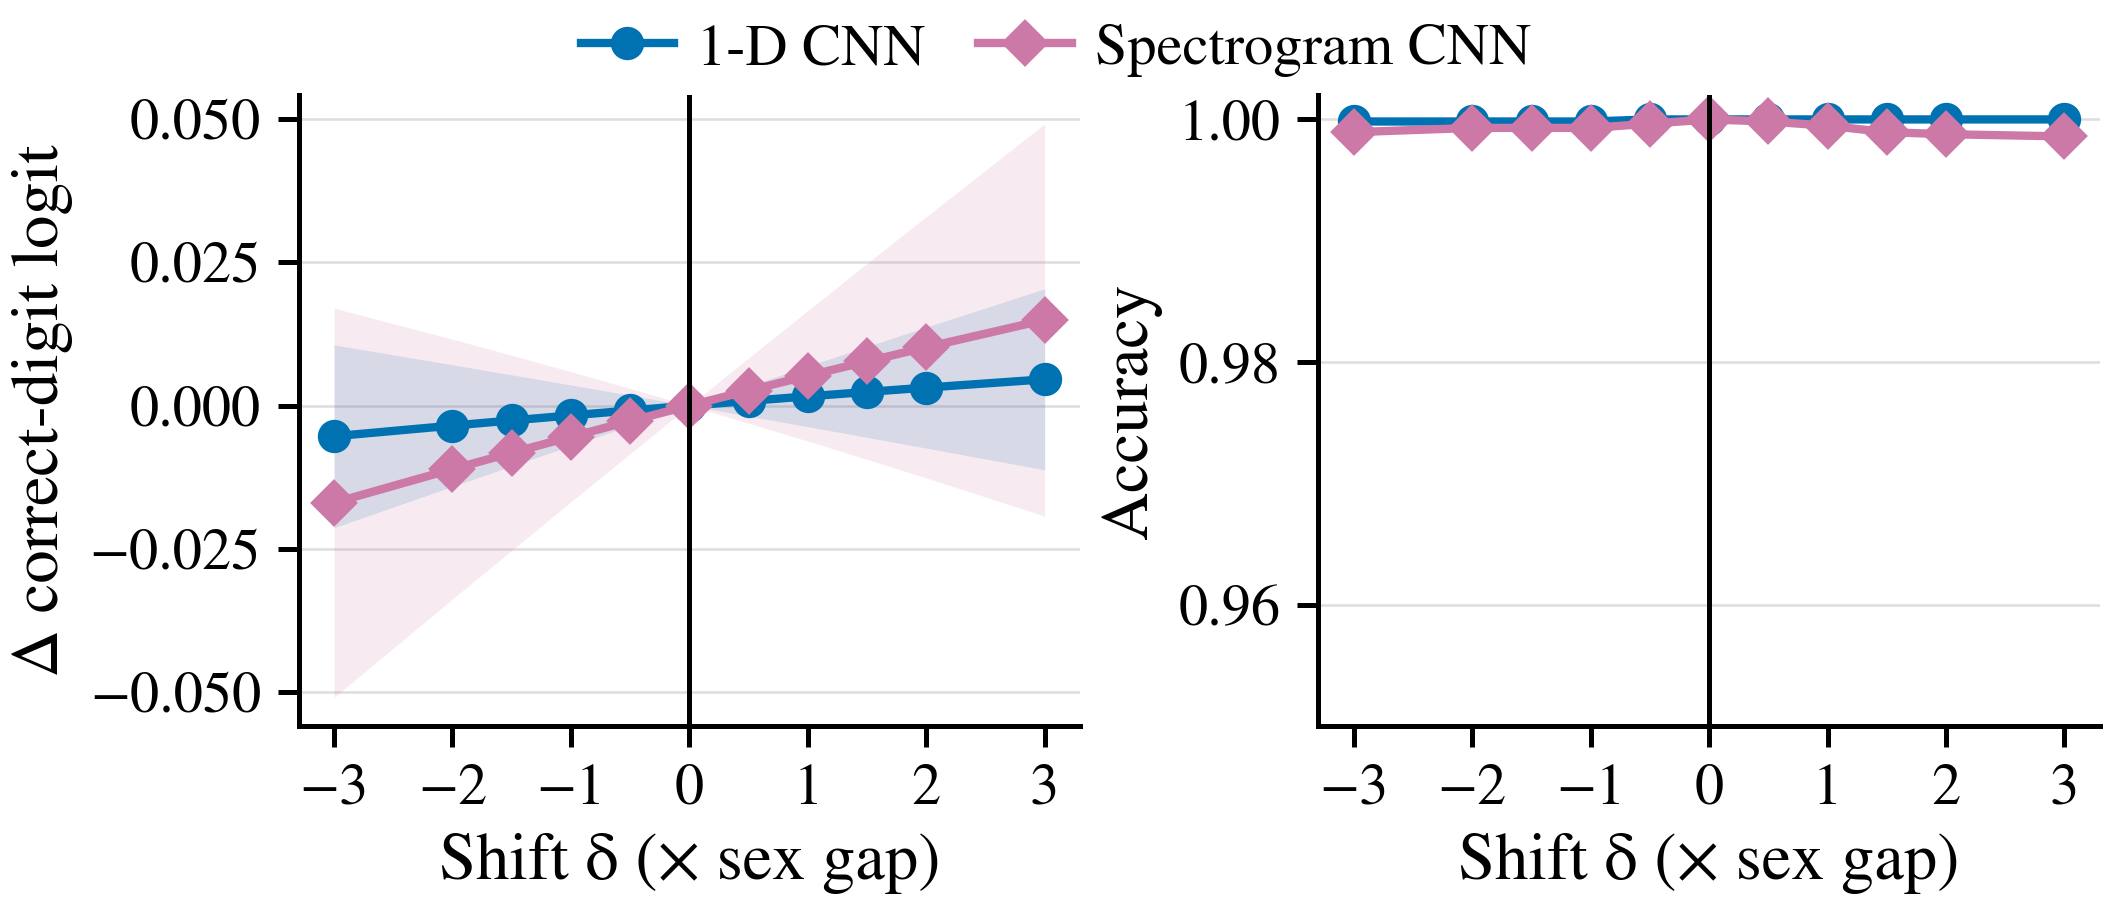 1-D CNN
Spectrogram CNN
Δ correct-digit logit
0.050
0.025
0.000
−0.025
−0.050
−3 −2 −1 0 1 2 3
Shift δ (× sex gap)
Accuracy
1.00
0.98
0.96
−3 −2 −1 0 1 2 3
Shift δ (× sex gap)